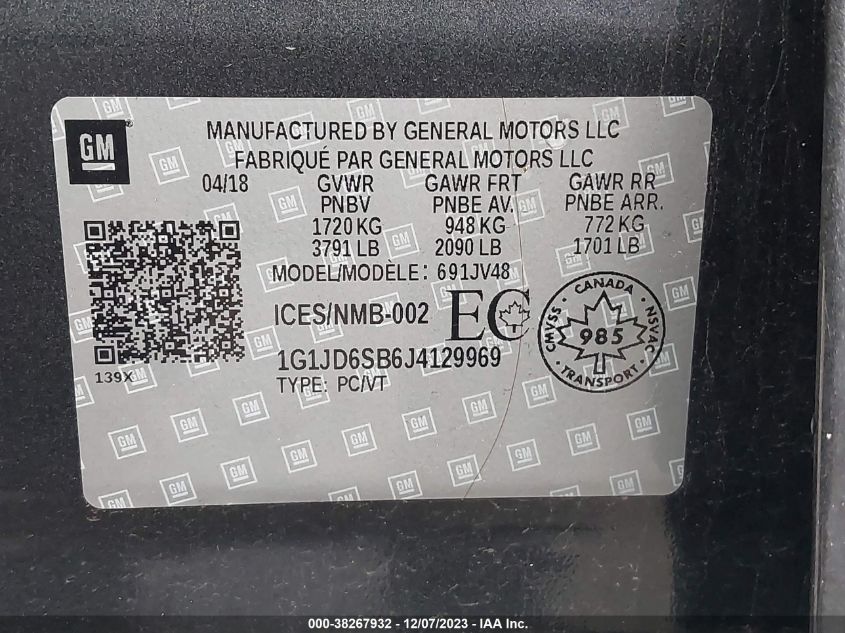 GM
MANUFACTURED BY GENERAL MOTORS LLC
FABRIQUÉ PAR GENERAL MOTORS LLC
04/18 GVWR GAWR FRT GAWR RR
PNBV PNBE AV. PNBE ARR.
1720 KG 948 KG 772 KG
3791 LB 2090 LB 1701 LB
MODEL/MODÈLE: 691JV48
ICES/NMB-002 EC
CANADA
CMVSS 985 NSVAC
TRANSPORT
1G1JD6SB6J4129969
139X TYPE: PC/VT
000-38267932 - 12/07/2023 - IAA Inc.